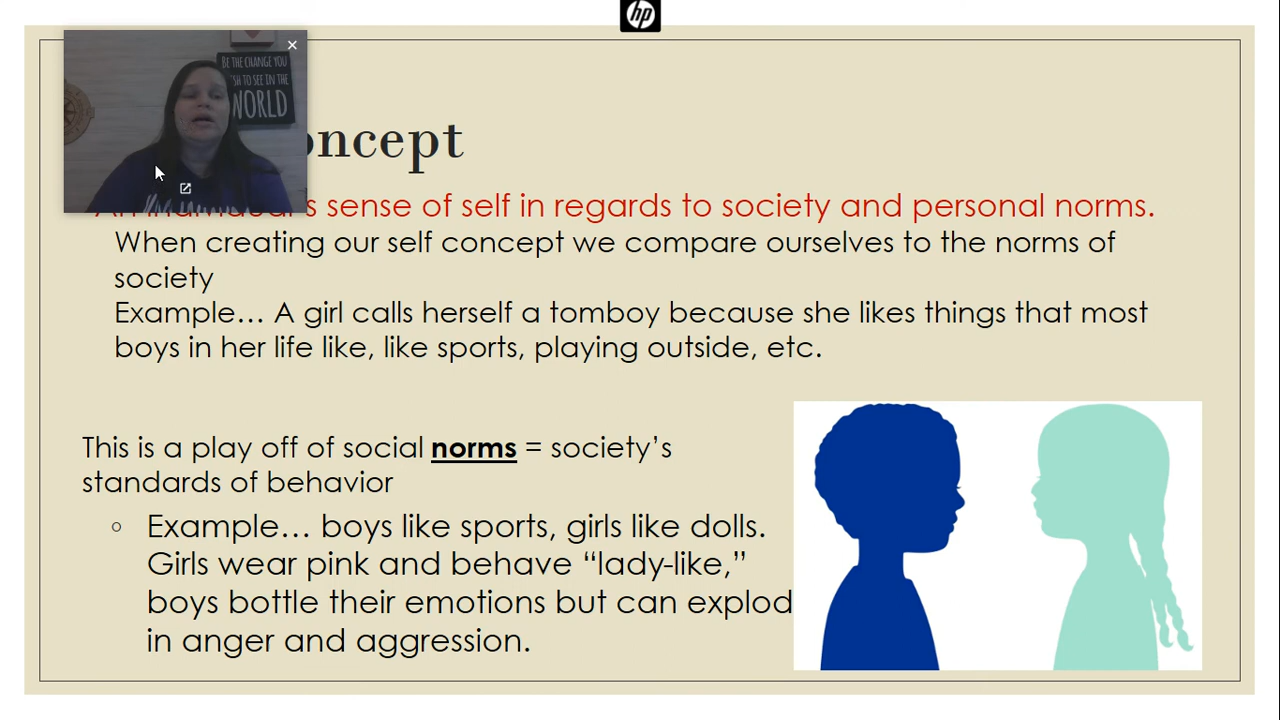 hp
BE THE CHANGE YOU
SH TO SEE IN THE
WORLD
oncept
An individual's sense of self in regards to society and personal norms.
When creating our self concept we compare ourselves to the norms of
society
Example… A girl calls herself a tomboy because she likes things that most
boys in her life like, like sports, playing outside, etc.
This is a play off of social norms = society’s
standards of behavior
Example… boys like sports, girls like dolls.
Girls wear pink and behave “lady-like,”
boys bottle their emotions but can explod
in anger and aggression.